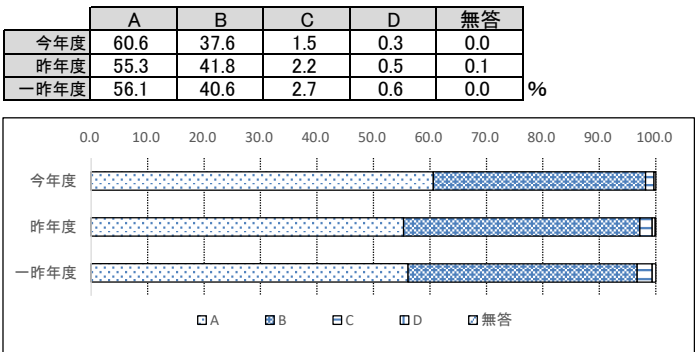 A B C D 無答
今年度 60.6 37.6 1.5 0.3 0.0
昨年度 55.3 41.8 2.2 0.5 0.1
一昨年度 56.1 40.6 2.7 0.6 0.0 %
0.0 10.0 20.0 30.0 40.0 50.0 60.0 70.0 80.0 90.0 100.0
今年度
昨年度
一昨年度
A B C D 無答